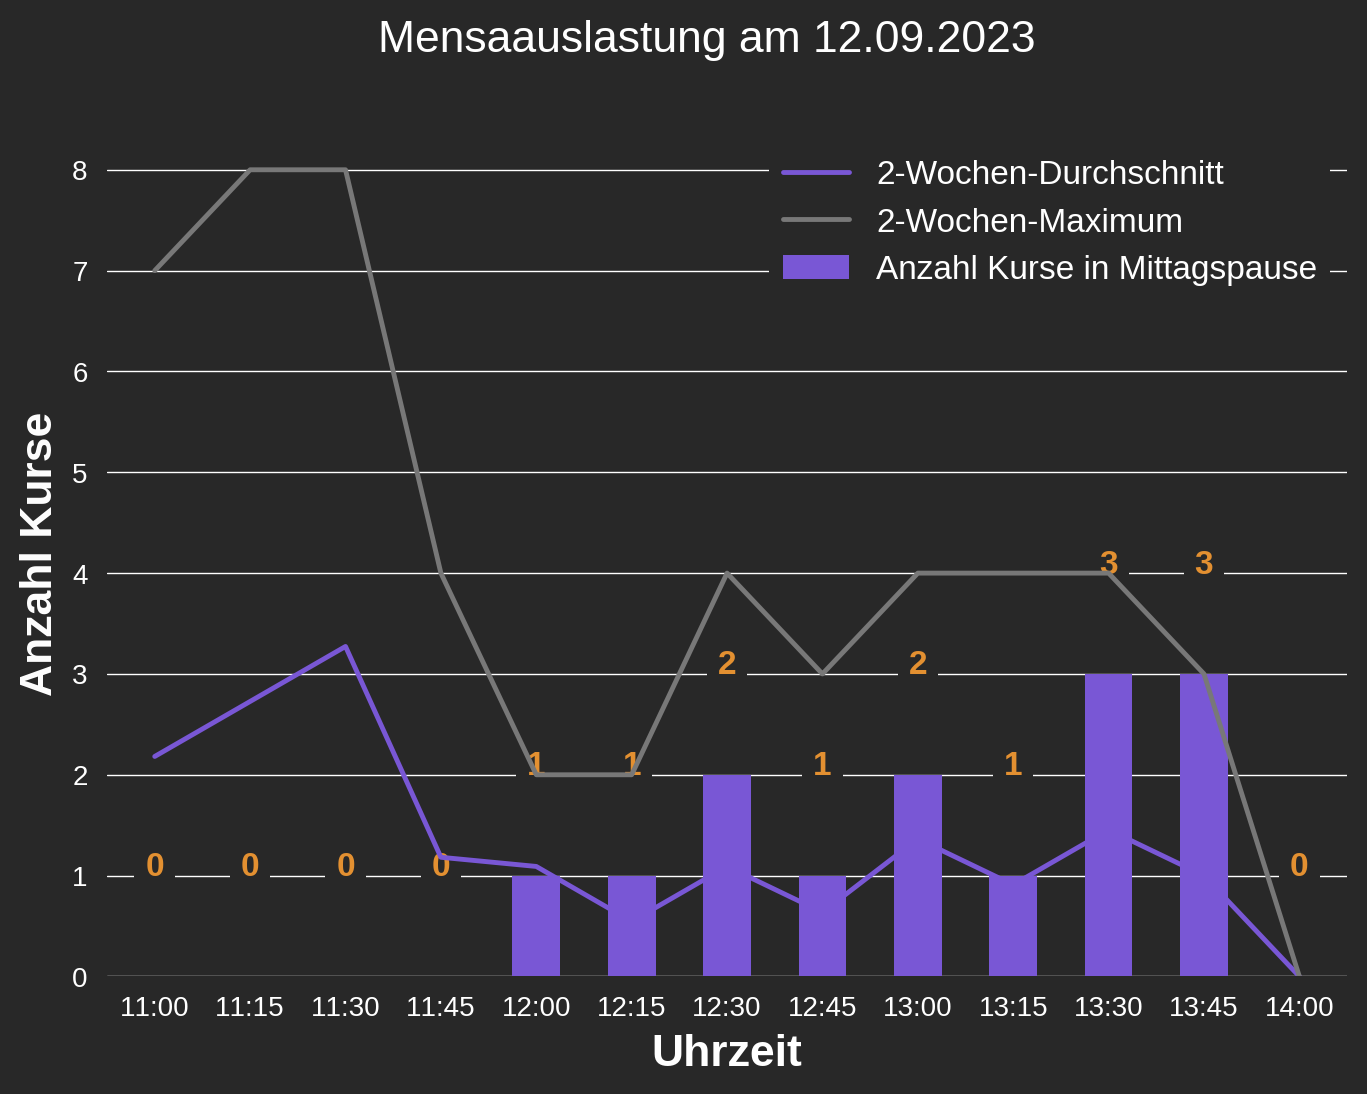 Mensaauslastung am 12.09.2023
2-Wochen-Durchschnitt
2-Wochen-Maximum
Anzahl Kurse in Mittagspause
Anzahl Kurse
8
7
6
5
4
3
2
1
0
0 0 0 0 1 1 2 1 2 1 3 3 0
11:00 11:15 11:30 11:45 12:00 12:15 12:30 12:45 13:00 13:15 13:30 13:45 14:00
Uhrzeit